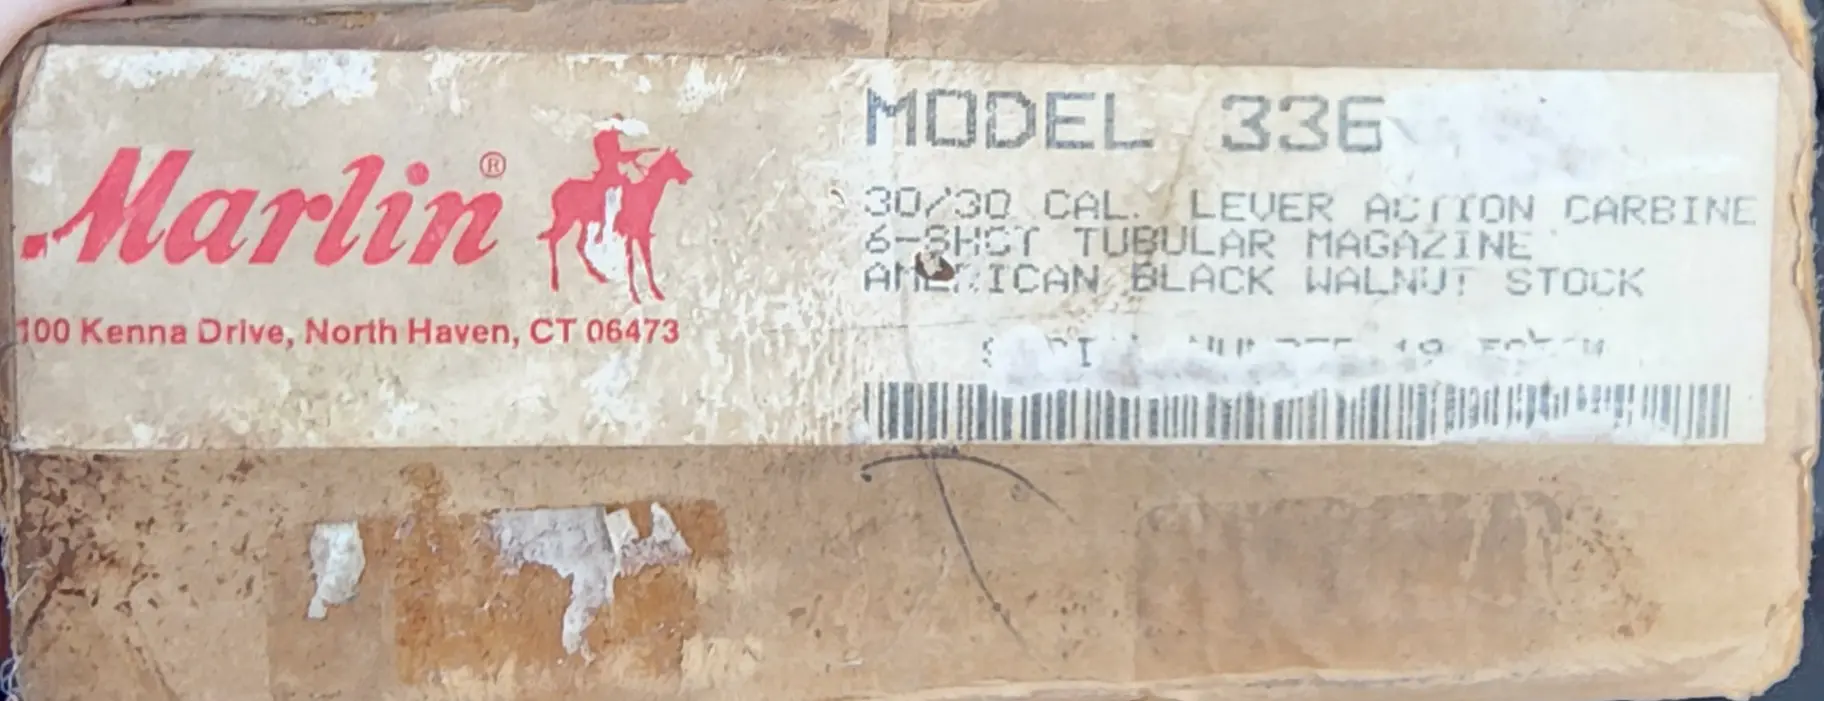 Marlin®
100 Kenna Drive, North Haven, CT 06473
MODEL 336
30/30 CAL. LEVER ACTION CARBINE
6-SHOT TUBULAR MAGAZINE
AMERICAN BLACK WALNUT STOCK